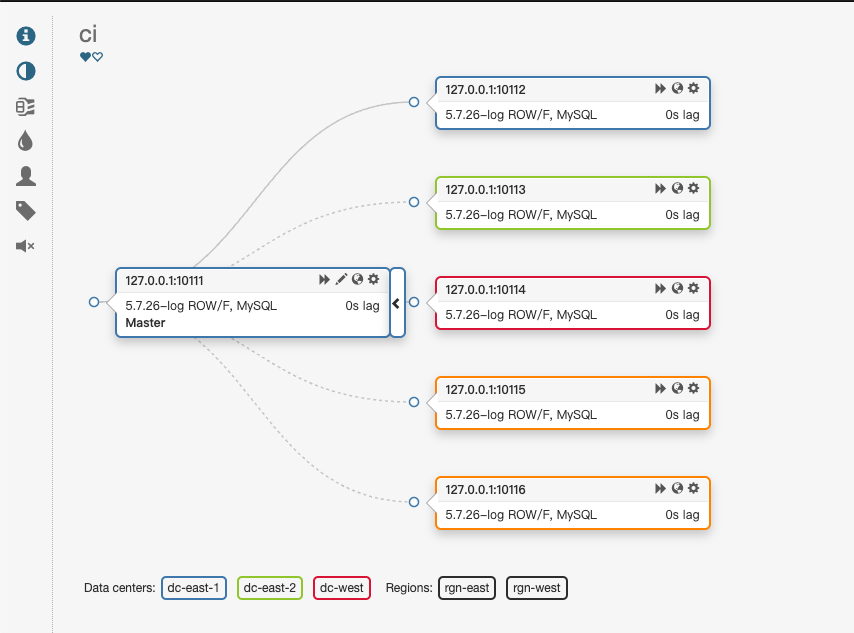 ci
127.0.0.1:10112
5.7.26-log ROW/F, MySQL 0s lag
127.0.0.1:10113
5.7.26-log ROW/F, MySQL 0s lag
127.0.0.1:10111
5.7.26-log ROW/F, MySQL 0s lag
Master
127.0.0.1:10114
5.7.26-log ROW/F, MySQL 0s lag
127.0.0.1:10115
5.7.26-log ROW/F, MySQL 0s lag
127.0.0.1:10116
5.7.26-log ROW/F, MySQL 0s lag
Data centers: dc-east-1 dc-east-2 dc-west Regions: rgn-east rgn-west